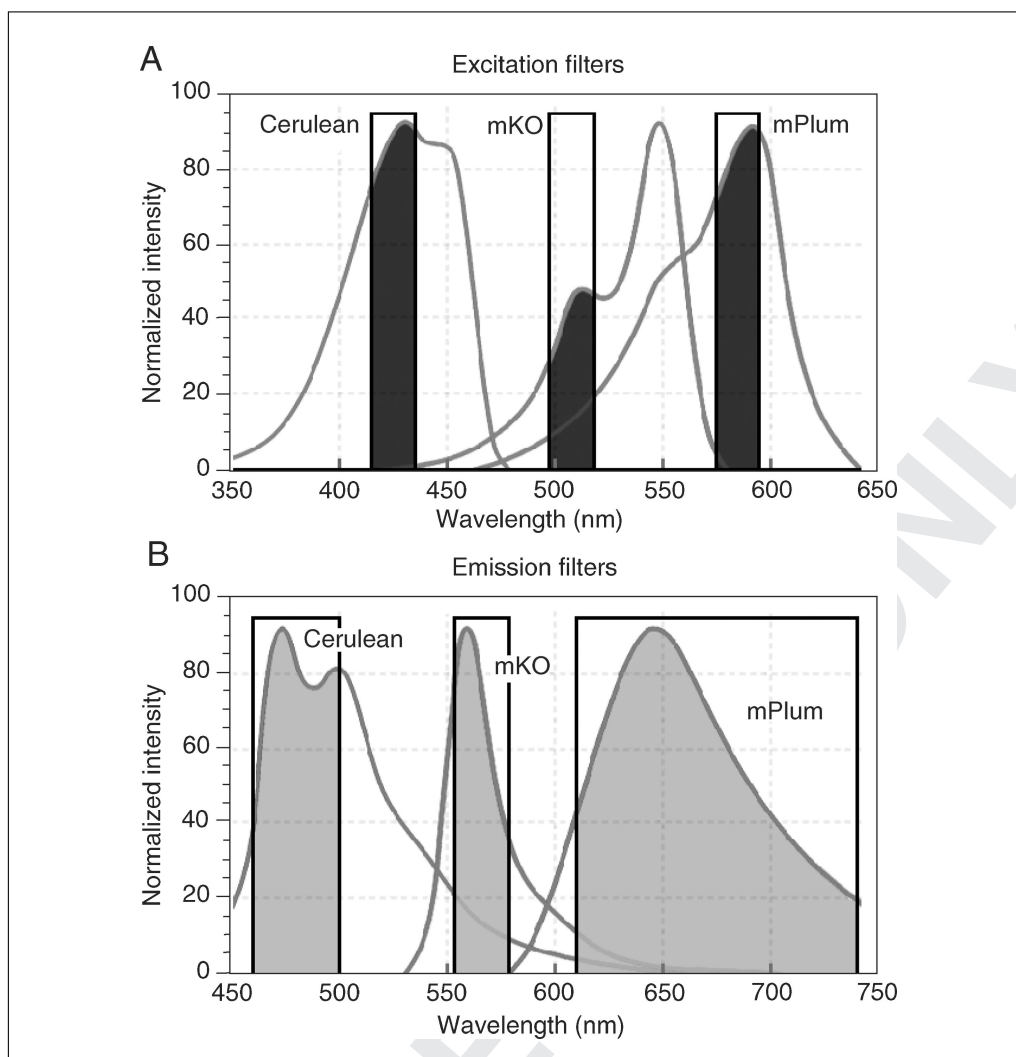 A
Excitation filters
100
80
60
40
20
0
Normalized intensity
Cerulean
mKO
mPlum
350 400 450 500 550 600 650
Wavelength (nm)
B
Emission filters
100
80
60
40
20
0
Normalized intensity
Cerulean
mKO
mPlum
450 500 550 600 650 700 750
Wavelength (nm)